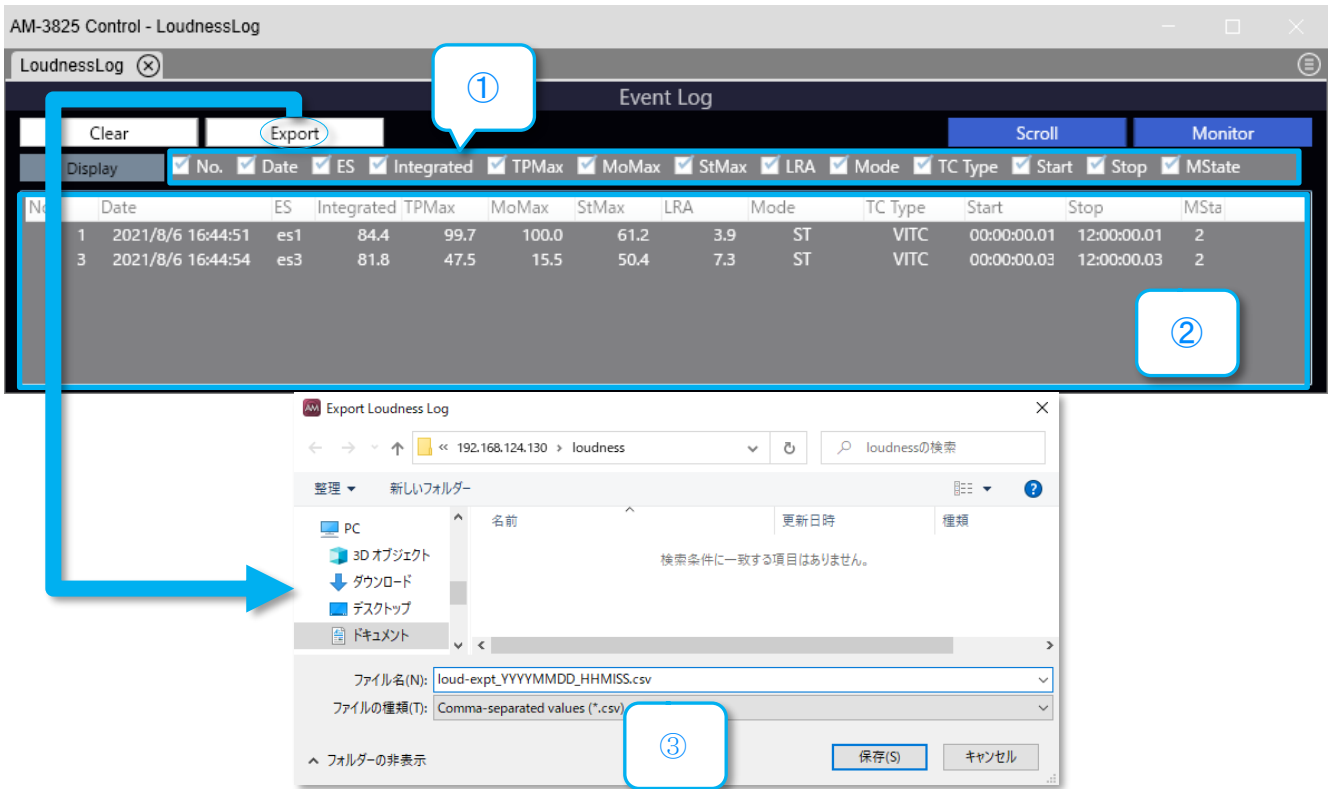 AM-3825 Control - LoudnessLog
LoudnessLog
①
Event Log
Clear Export Scroll Monitor
Display No. Date ES Integrated TPMax MoMax StMax LRA Mode TC Type Start Stop MState
Date ES Integrated TPMax MoMax StMax LRA Mode TC Type Start Stop MSta
1 2021/8/6 16:44:51 es1 84.4 99.7 100.0 61.2 3.9 ST VITC 00:00:00.01 12:00:00.01 2
3 2021/8/6 16:44:54 es3 81.8 47.5 15.5 50.4 7.3 ST VITC 00:00:00.03 12:00:00.03 2
②
AM Export Loudness Log
« 192.168.124.130 › loudness loudnessの検索
整理 新しいフォルダー
PC 名前 更新日時 種類
3D オブジェクト 検索条件に一致する項目はありません。
ダウンロード
デスクトップ
ドキュメント
ファイル名(N): loud-expt_YYYYMMDD_HHMISS.csv
ファイルの種類(T): Comma-separated values (*.csv)
③
フォルダーの非表示 保存(S) キャンセル